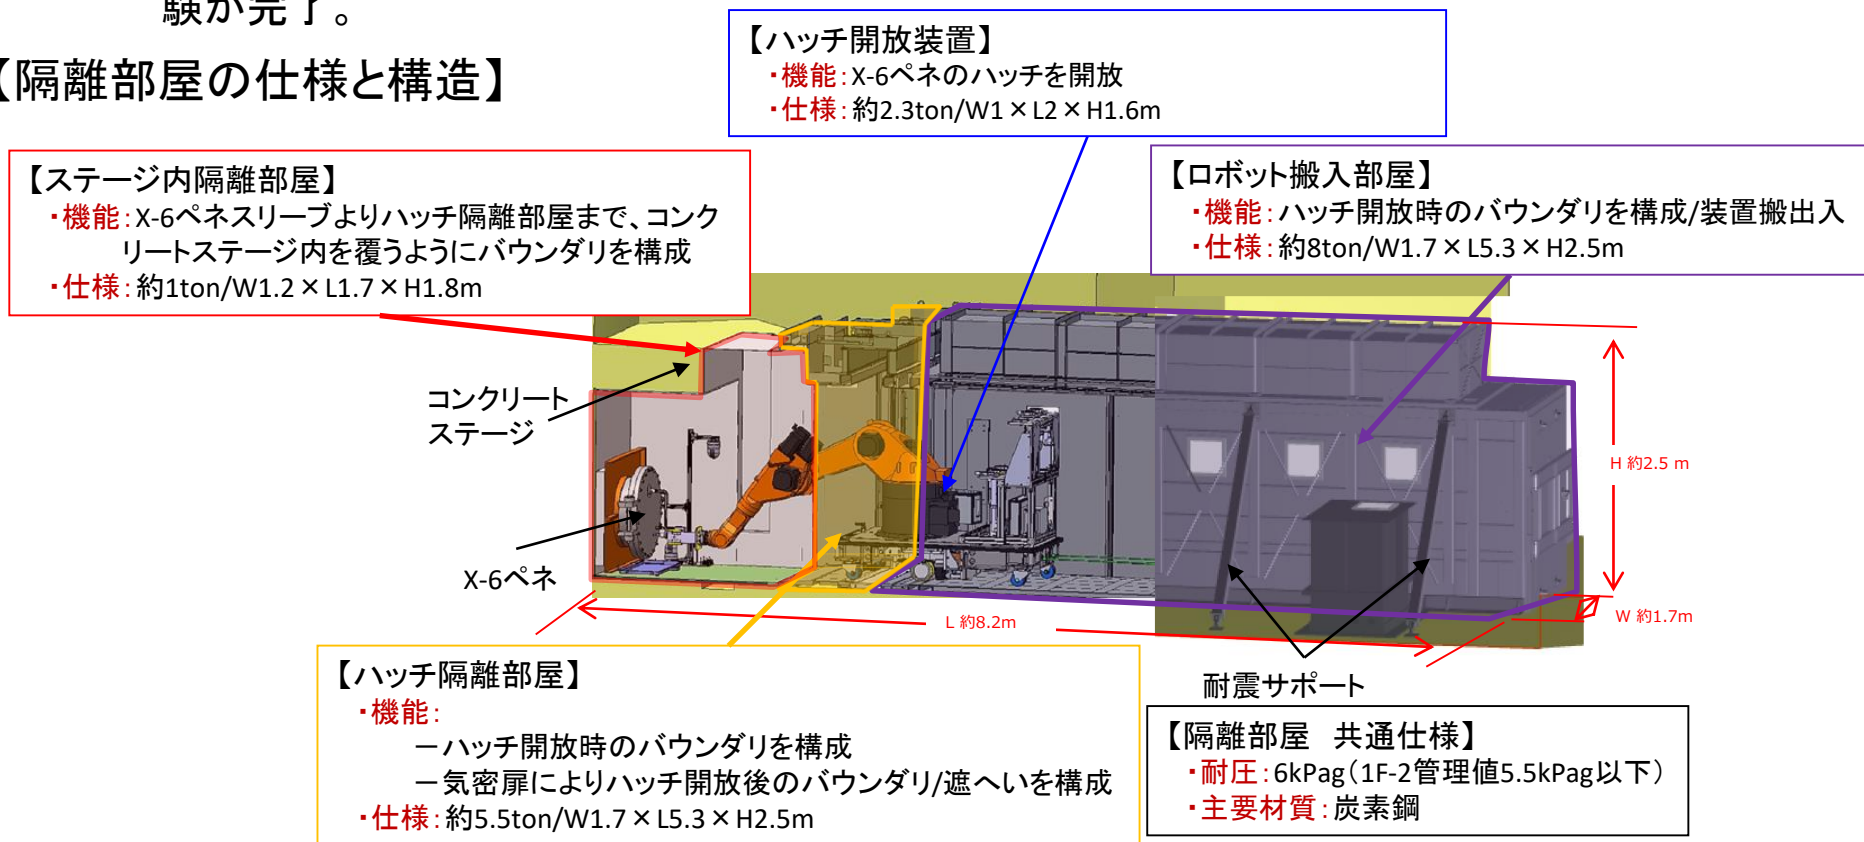 験が完了。
【隔離部屋の仕様と構造】
【ハッチ開放装置】
・機能：X-6ペネのハッチを開放
・仕様：約2.3ton/W1×L2×H1.6m
【ステージ内隔離部屋】
・機能：X-6ペネスリーブよりハッチ隔離部屋まで、コンク
リートステージ内を覆うようにバウンダリを構成
・仕様：約1ton/W1.2×L1.7×H1.8m
【ロボット搬入部屋】
・機能：ハッチ開放時のバウンダリを構成/装置搬出入
・仕様：約8ton/W1.7×L5.3×H2.5m
コンクリート
ステージ
X-6ペネ
H 約2.5 m
W 約1.7m
L 約8.2m
耐震サポート
【ハッチ隔離部屋】
・機能：
－ハッチ開放時のバウンダリを構成
－気密扉によりハッチ開放後のバウンダリ/遮へいを構成
・仕様：約5.5ton/W1.7×L5.3×H2.5m
【隔離部屋　共通仕様】
・耐圧：6kPag（1F-2管理値5.5kPag以下）
・主要材質：炭素鋼